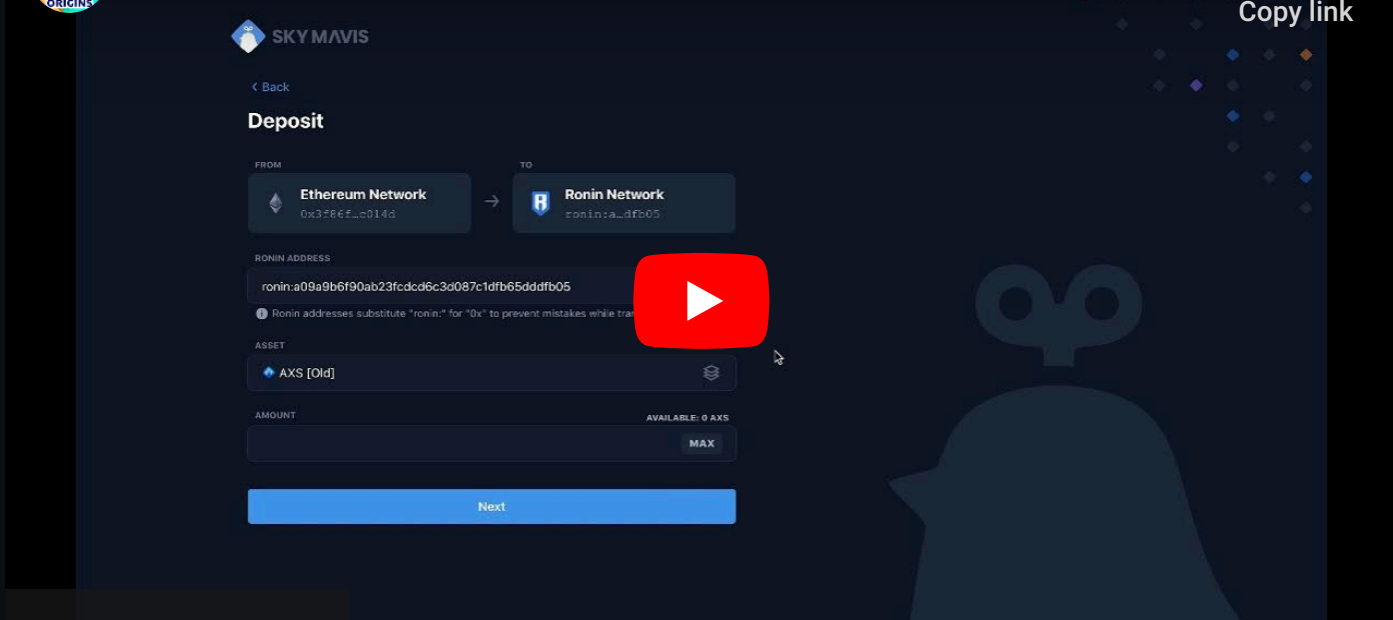 ORIGINS
Copy link
SKY MAVIS
Back
Deposit
FROM
TO
Ethereum Network
Ronin Network
0x3f86f…c014d
ronin:a…dfb05
RONIN ADDRESS
ronin:a09a9b6f90ab23fcdcd6c3d087c1dfb65dddfb05
Ronin addresses substitute "ronin:" for "0x" to prevent mistakes while
ASSET
AXS [Old]
AMOUNT
AVAILABLE: 0 AXS
MAX
Next